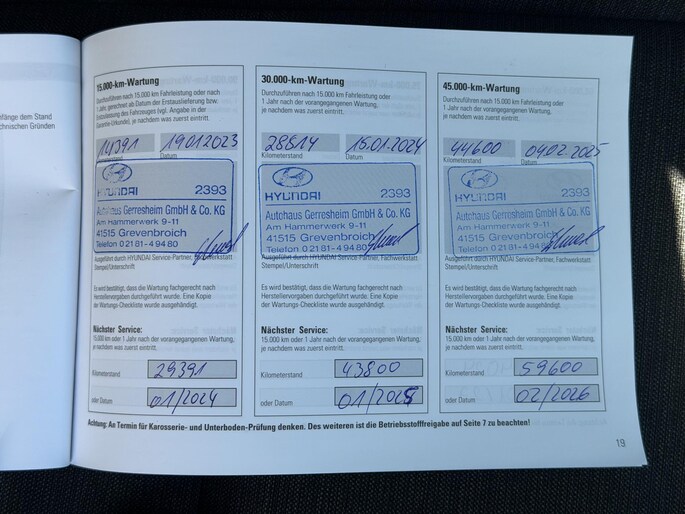 efänge dem Stand
chnischen Gründen
15.000-km-Wartung
Durchzuführen nach 15.000 km Fahrleistung oder nach
1 Jahr, gerechnet ab Datum der Erstauslieferung bzw.
Erstzulassung des Fahrzeuges (vgl. Angabe in der
Garantie-Urkunde), je nachdem was zuerst eintritt.
14391 19.01.2023
Kilometerstand Datum
HYUNDAI 2393
Autohaus Gerresheim GmbH & Co. KG
Am Hammerwerk 9-11
41515 Grevenbroich
Telefon 0 21 81 - 4 94 80
Ausgeführt durch HYUNDAI Service-Partner, Fachwerkstatt
Stempel/Unterschrift
Es wird bestätigt, dass die Wartung fachgerecht nach
Herstellervorgaben durchgeführt wurde. Eine Kopie
der Wartungs-Checkliste wurde ausgehändigt.
Nächster Service:
15.000 km oder 1 Jahr nach der vorangegangenen Wartung,
je nachdem was zuerst eintritt.
Kilometerstand 29391
oder Datum 01/2024
30.000-km-Wartung
Durchzuführen nach 15.000 km Fahrleistung oder
1 Jahr nach der vorangegangenen Wartung,
je nachdem was zuerst eintritt.
28814 15.01.2024
Kilometerstand Datum
HYUNDAI 2393
Autohaus Gerresheim GmbH & Co. KG
Am Hammerwerk 9-11
41515 Grevenbroich
Telefon 0 21 81 - 4 94 80
Ausgeführt durch HYUNDAI Service-Partner, Fachwerkstatt
Stempel/Unterschrift
Es wird bestätigt, dass die Wartung fachgerecht nach
Herstellervorgaben durchgeführt wurde. Eine Kopie
der Wartungs-Checkliste wurde ausgehändigt.
Nächster Service:
15.000 km oder 1 Jahr nach der vorangegangenen Wartung,
je nachdem was zuerst eintritt.
Kilometerstand 43800
oder Datum 01/2025
45.000-km-Wartung
Durchzuführen nach 15.000 km Fahrleistung oder
1 Jahr nach der vorangegangenen Wartung,
je nachdem was zuerst eintritt.
44600 04.02.2025
Kilometerstand Datum
HYUNDAI 2393
Autohaus Gerresheim GmbH & Co. KG
Am Hammerwerk 9-11
41515 Grevenbroich
Telefon 0 21 81 - 4 94 80
Ausgeführt durch HYUNDAI Service-Partner, Fachwerkstatt
Stempel/Unterschrift
Es wird bestätigt, dass die Wartung fachgerecht nach
Herstellervorgaben durchgeführt wurde. Eine Kopie
der Wartungs-Checkliste wurde ausgehändigt.
Nächster Service:
15.000 km oder 1 Jahr nach der vorangegangenen Wartung,
je nachdem was zuerst eintritt.
Kilometerstand 59600
oder Datum 02/2026
Achtung: An Termin für Karosserie- und Unterboden-Prüfung denken. Des weiteren ist die Betriebsstofffreigabe auf Seite 7 zu beachten!
19